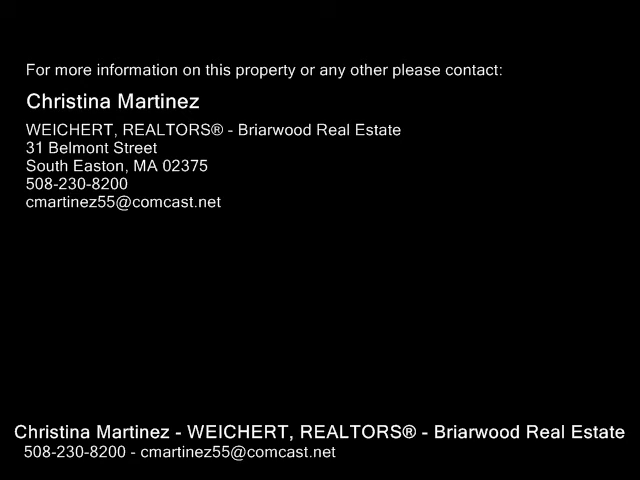 For more information on this property or any other please contact:
Christina Martinez
WEICHERT, REALTORS® - Briarwood Real Estate
31 Belmont Street
South Easton, MA 02375
508-230-8200
cmartinez55@comcast.net
Christina Martinez - WEICHERT, REALTORS® - Briarwood Real Estate
508-230-8200 - cmartinez55@comcast.net